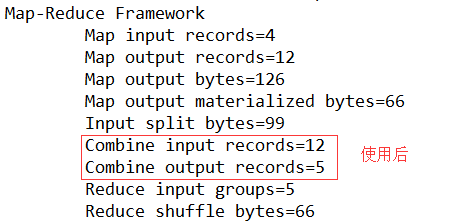 Map-Reduce Framework
Map input records=4
Map output records=12
Map output bytes=126
Map output materialized bytes=66
Input split bytes=99
Combine input records=12
Combine output records=5
使用后
Reduce input groups=5
Reduce shuffle bytes=66